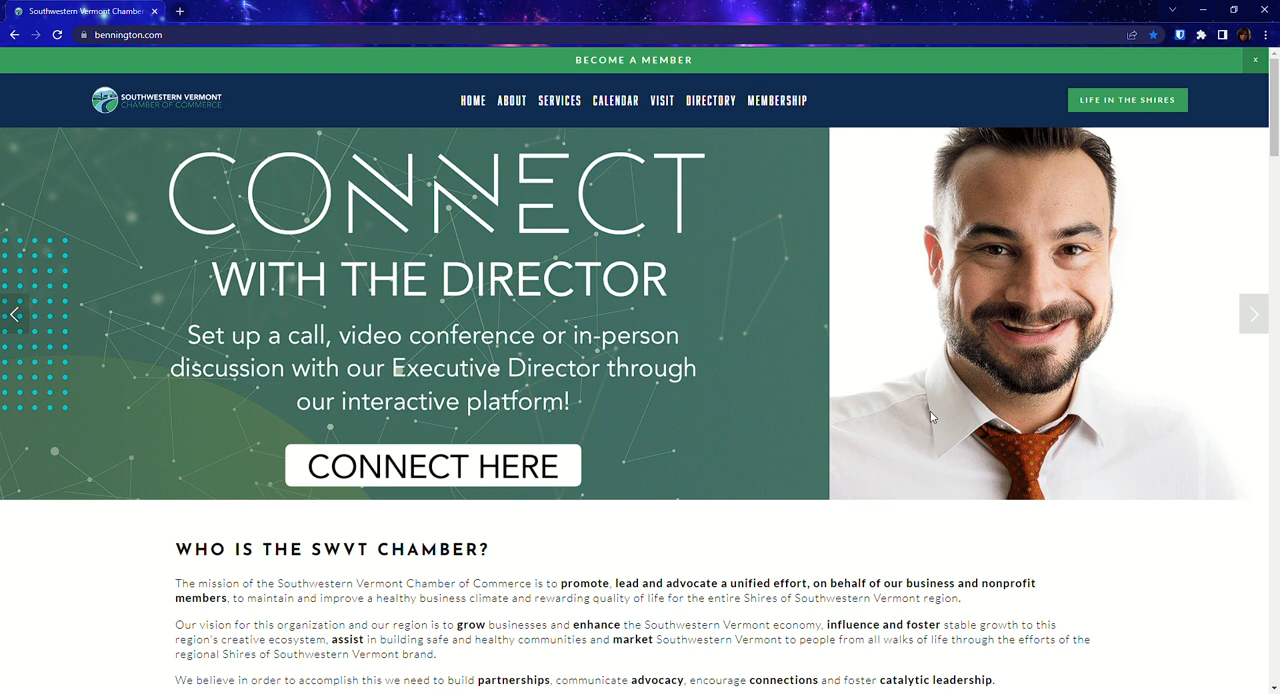 Southwestern Vermont Chamber
bennington.com
BECOME A MEMBER
x
SOUTHWESTERN VERMONT
CHAMBER OF COMMERCE
HOME ABOUT SERVICES CALENDAR VISIT DIRECTORY MEMBERSHIP
LIFE IN THE SHIRES
CONNECT
WITH THE DIRECTOR
Set up a call, video conference or in-person
discussion with our Executive Director through
our interactive platform!
CONNECT HERE
WHO IS THE SWVT CHAMBER?
The mission of the Southwestern Vermont Chamber of Commerce is to promote, lead and advocate a unified effort, on behalf of our business and nonprofit
members, to maintain and improve a healthy business climate and rewarding quality of life for the entire Shires of Southwestern Vermont region.
Our vision for this organization and our region is to grow businesses and enhance the Southwestern Vermont economy, influence and foster stable growth to this
region's creative ecosystem, assist in building safe and healthy communities and market Southwestern Vermont to people from all walks of life through the efforts of the
regional Shires of Southwestern Vermont brand.
We believe in order to accomplish this we need to build partnerships, communicate advocacy, encourage connections and foster catalytic leadership.